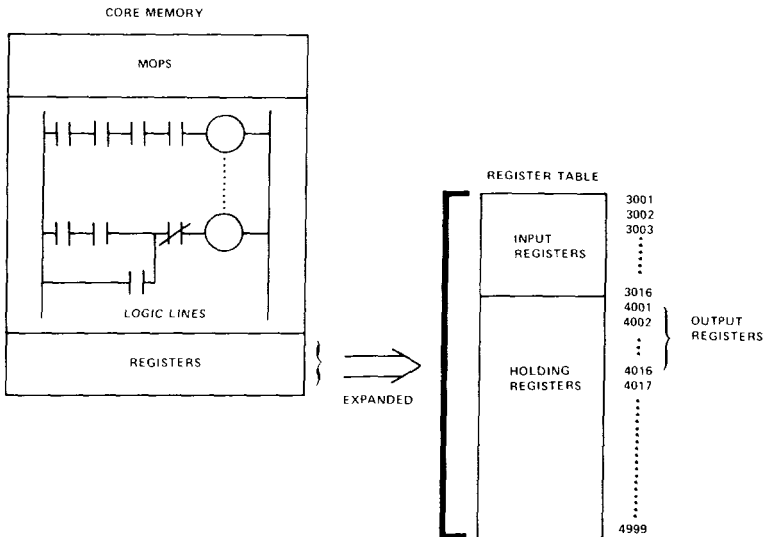 CORE MEMORY
MOPS
LOGIC LINES
REGISTERS
EXPANDED
REGISTER TABLE
INPUT
REGISTERS
HOLDING
REGISTERS
3001
3002
3003
3016
4001
4002
4016
4017
4999
OUTPUT
REGISTERS